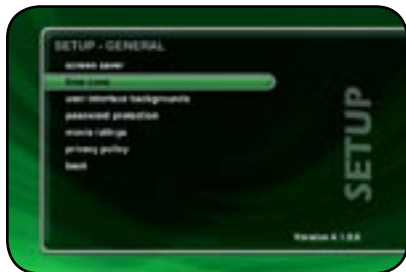 SETUP - GENERAL
screen saver
time zone
user interface backgrounds
password protection
movie ratings
privacy policy
back
SETUP